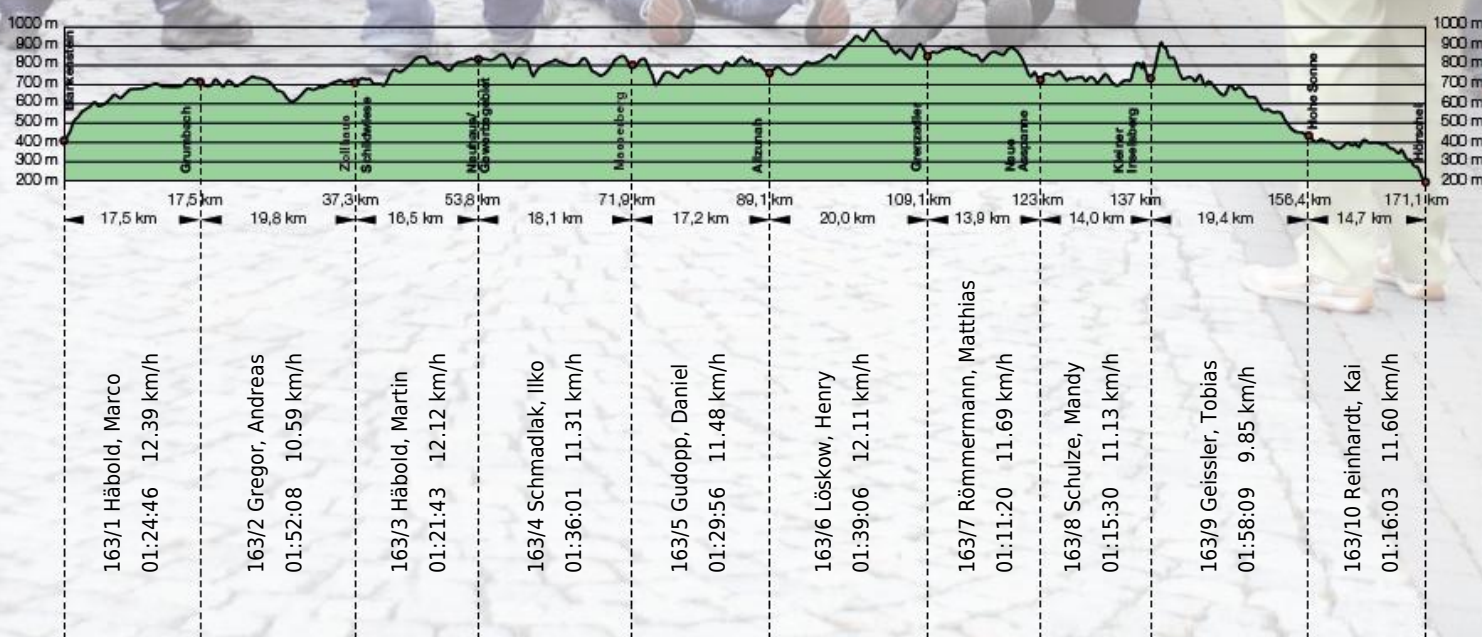 1000 m
900 m
800 m
700 m
600 m
500 m
400 m
300 m
200 m
1000 m
900 m
800 m
700 m
600 m
500 m
400 m
300 m
200 m
Blankenstein
Grumbach
Zollhaus
Schildwiese
Neuhaus/
Masserberg
Allzunah
Grenzadler
Neue
Ausspanne
Kleiner
Inselsberg
Hohe Sonne
Hörschel
17,5 km
37,3 km
53,8 km
71,9 km
89,1 km
109,1 km
123 km
137 km
156,4 km
171,1 km
17,5 km
19,8 km
16,5 km
18,1 km
17,2 km
20,0 km
13,9 km
14,0 km
19,4 km
14,7 km
163/1 Häbold, Marco
01:24:46 12.39 km/h
163/2 Gregor, Andreas
01:52:08 10.59 km/h
163/3 Häbold, Martin
01:21:43 12.12 km/h
163/4 Schmadlak, Ilko
01:36:01 11.31 km/h
163/5 Gudopp, Daniel
01:29:56 11.48 km/h
163/6 Löskow, Henry
01:39:06 12.11 km/h
163/7 Römmermann, Matthias
01:11:20 11.69 km/h
163/8 Schulze, Mandy
01:15:30 11.13 km/h
163/9 Geissler, Tobias
01:58:09 9.85 km/h
163/10 Reinhardt, Kai
01:16:03 11.60 km/h